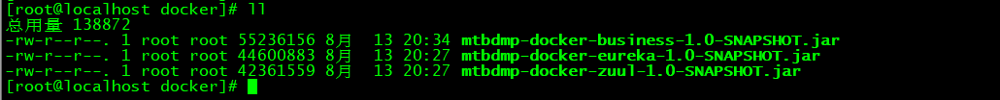 [root@localhost docker]# ll
总用量 138872
-rw-r--r--. 1 root root 55236156 8月  13 20:34 mtbdmp-docker-business-1.0-SNAPSHOT.jar
-rw-r--r--. 1 root root 44600883 8月  13 20:27 mtbdmp-docker-eureka-1.0-SNAPSHOT.jar
-rw-r--r--. 1 root root 42361559 8月  13 20:27 mtbdmp-docker-zuul-1.0-SNAPSHOT.jar
[root@localhost docker]#